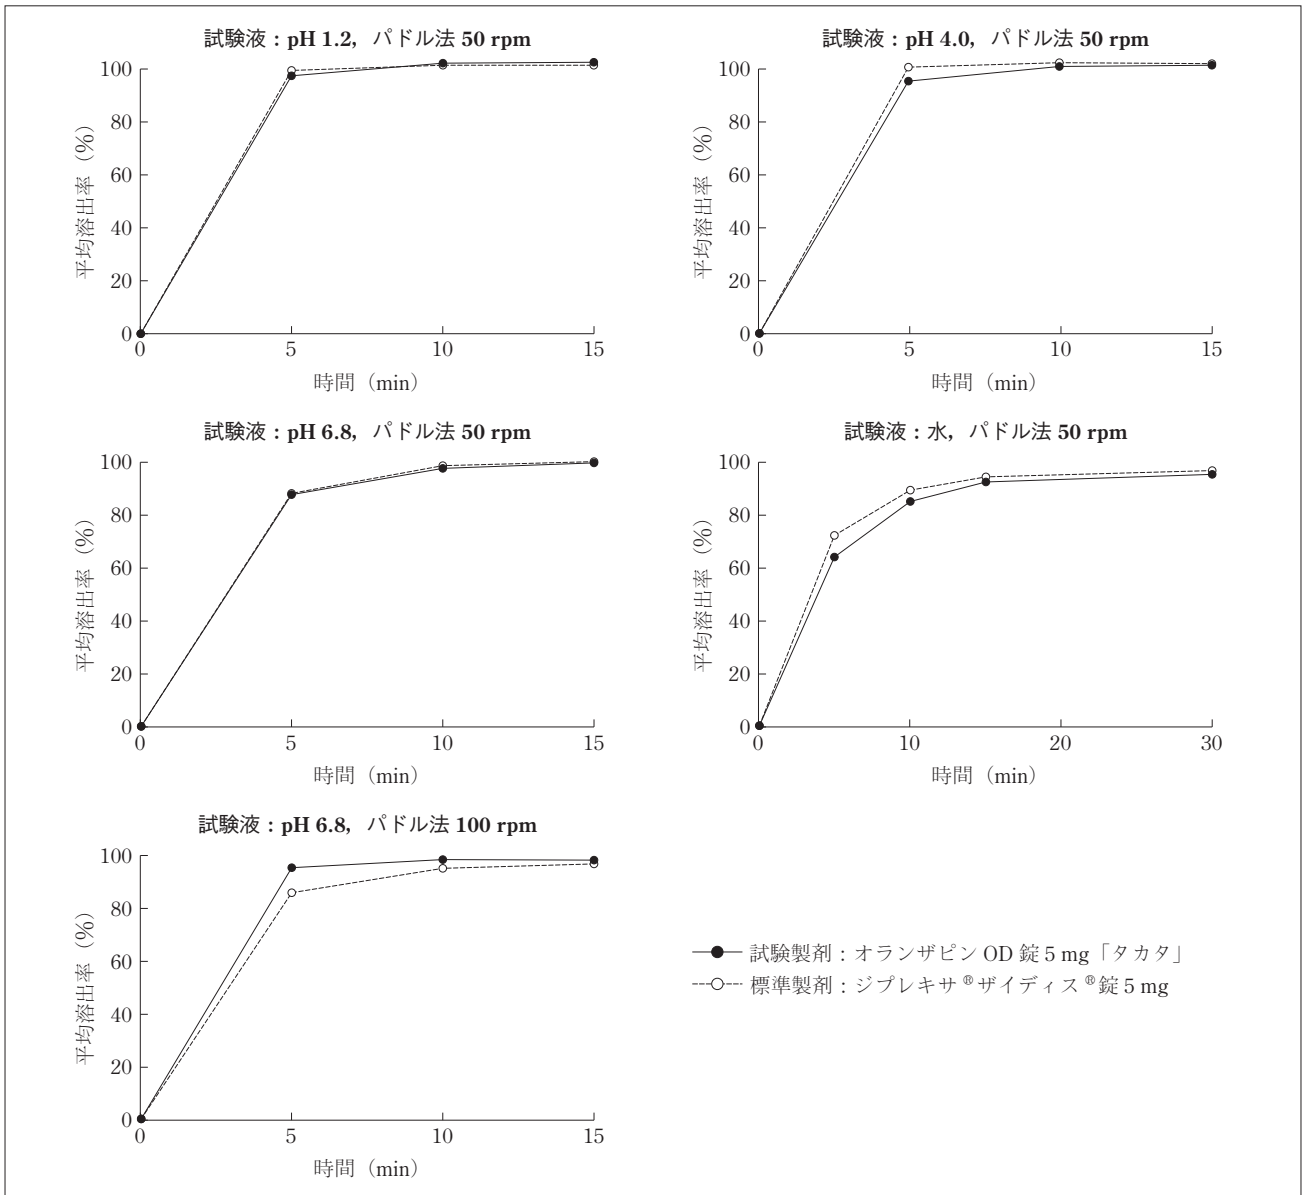 試験液：pH 1.2, パドル法 50 rpm
平均溶出率 (%)
100
80
60
40
20
0
0 5 10 15
時間 (min)
試験液：pH 4.0, パドル法 50 rpm
平均溶出率 (%)
100
80
60
40
20
0
0 5 10 15
時間 (min)
試験液：pH 6.8, パドル法 50 rpm
平均溶出率 (%)
100
80
60
40
20
0
0 5 10 15
時間 (min)
試験液：水, パドル法 50 rpm
平均溶出率 (%)
100
80
60
40
20
0
0 10 20 30
時間 (min)
試験液：pH 6.8, パドル法 100 rpm
平均溶出率 (%)
100
80
60
40
20
0
0 5 10 15
時間 (min)
試験製剤：オランザピン OD 錠 5 mg「タカタ」
標準製剤：ジプレキサ®ザイディス®錠 5 mg